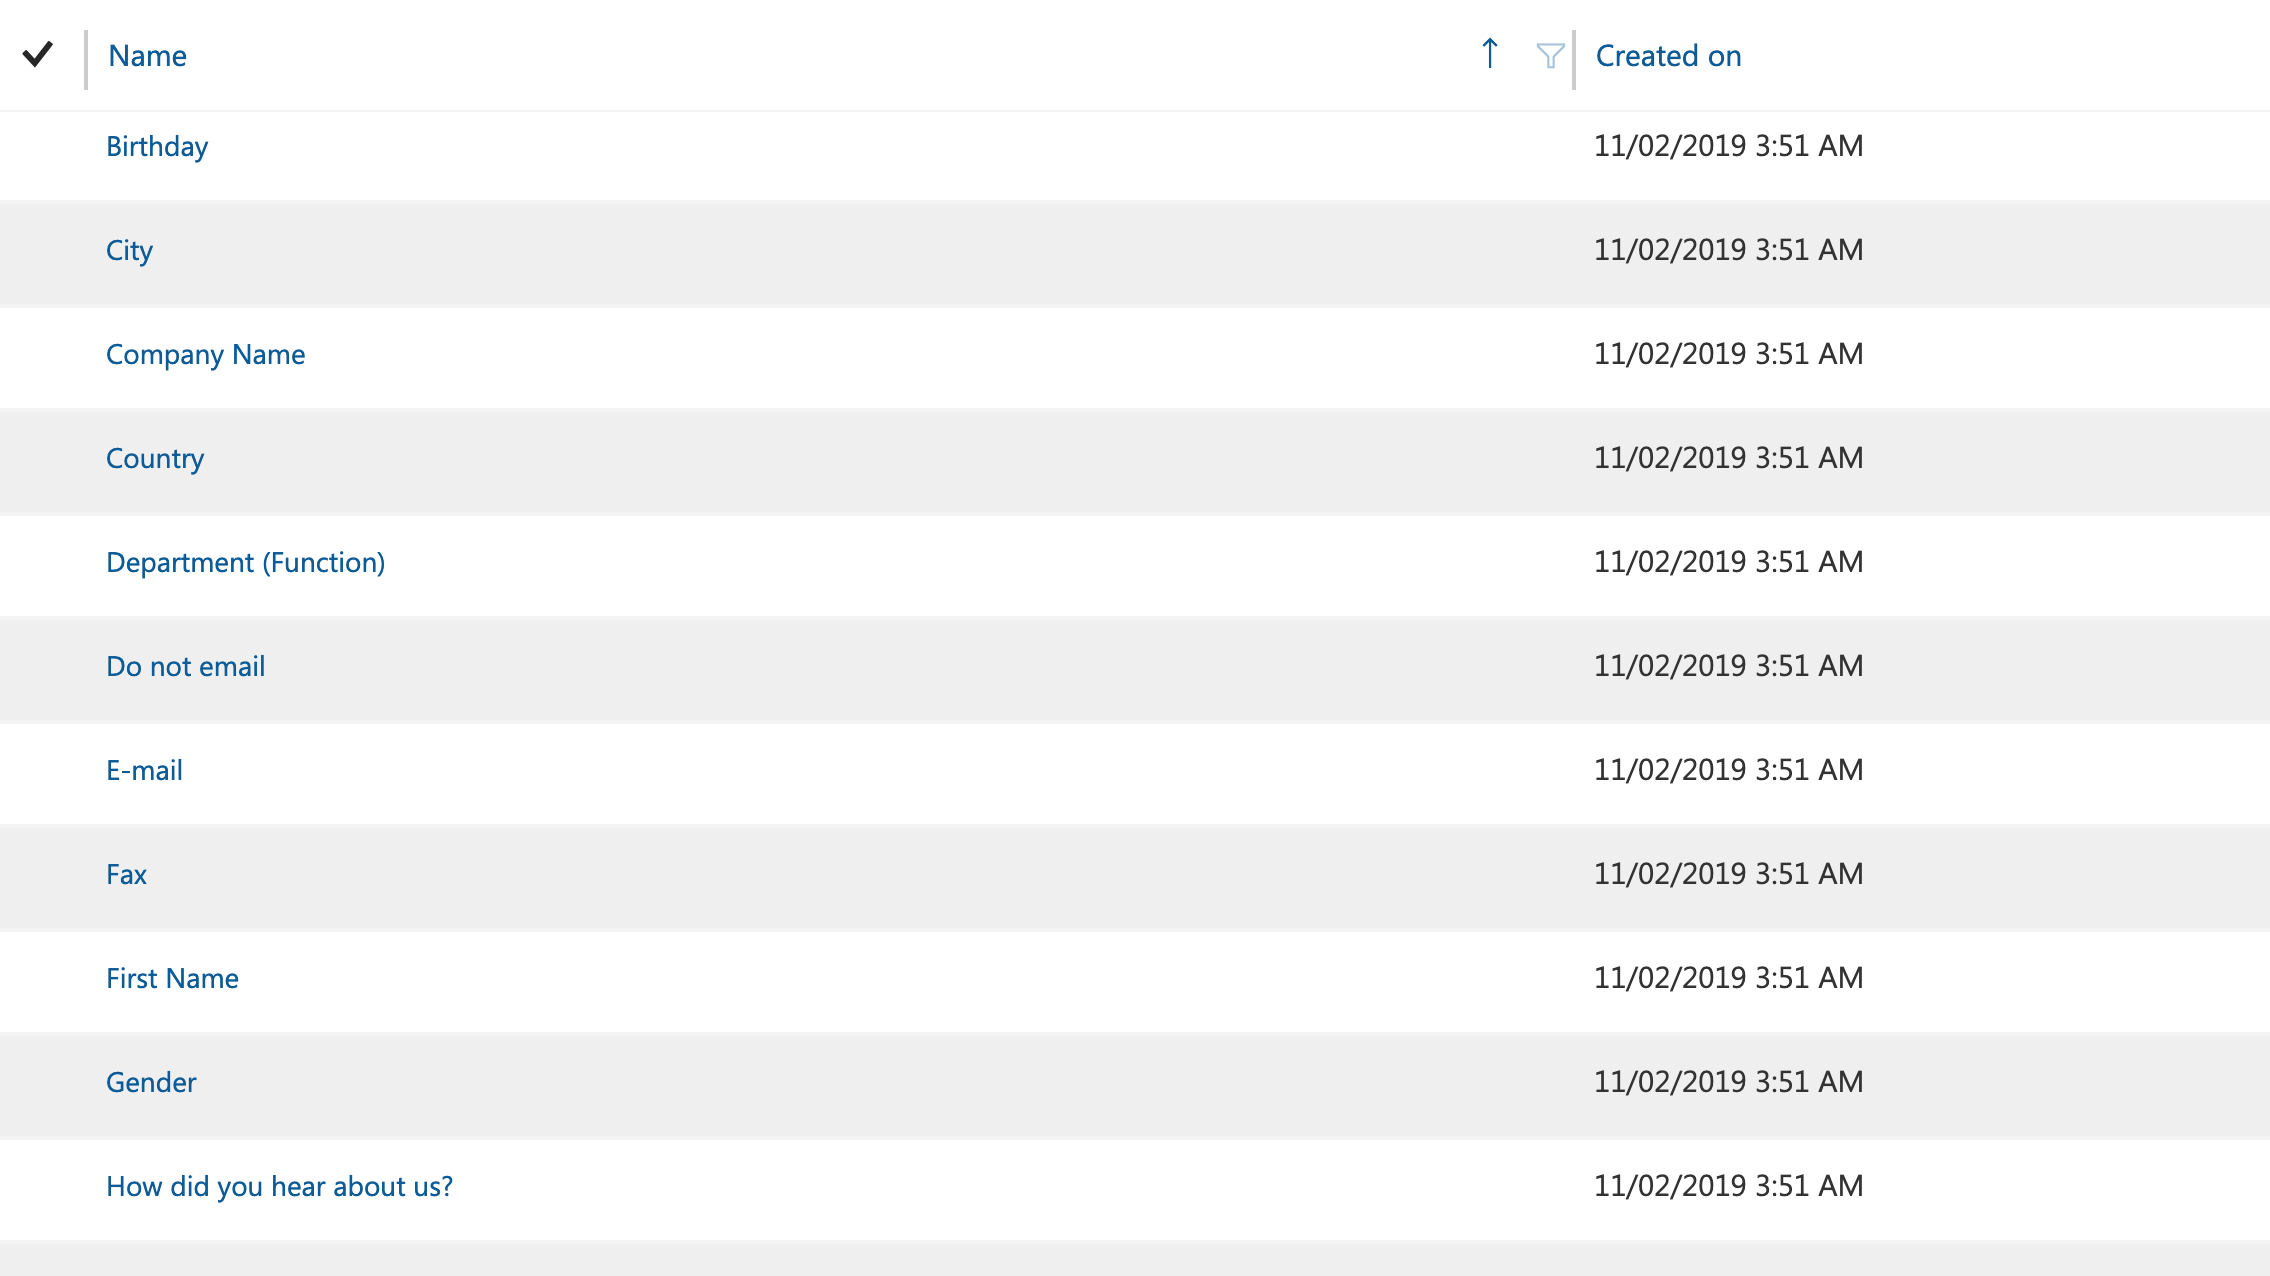 Name Created on
Birthday 11/02/2019 3:51 AM
City 11/02/2019 3:51 AM
Company Name 11/02/2019 3:51 AM
Country 11/02/2019 3:51 AM
Department (Function) 11/02/2019 3:51 AM
Do not email 11/02/2019 3:51 AM
E-mail 11/02/2019 3:51 AM
Fax 11/02/2019 3:51 AM
First Name 11/02/2019 3:51 AM
Gender 11/02/2019 3:51 AM
How did you hear about us? 11/02/2019 3:51 AM